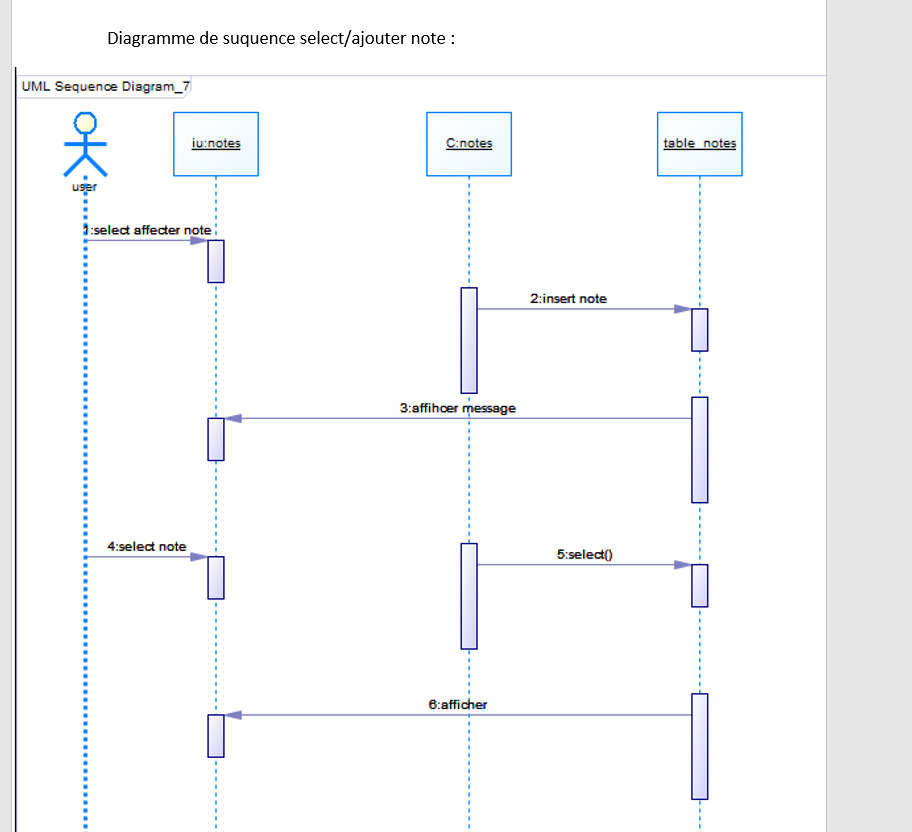 Diagramme de suquence select/ajouter note :
UML Sequence Diagram_7
iu:notes
C:notes
table_notes
user
1:select affecter note
2:insert note
3:affihcer message
4:select note
5:select()
6:afficher